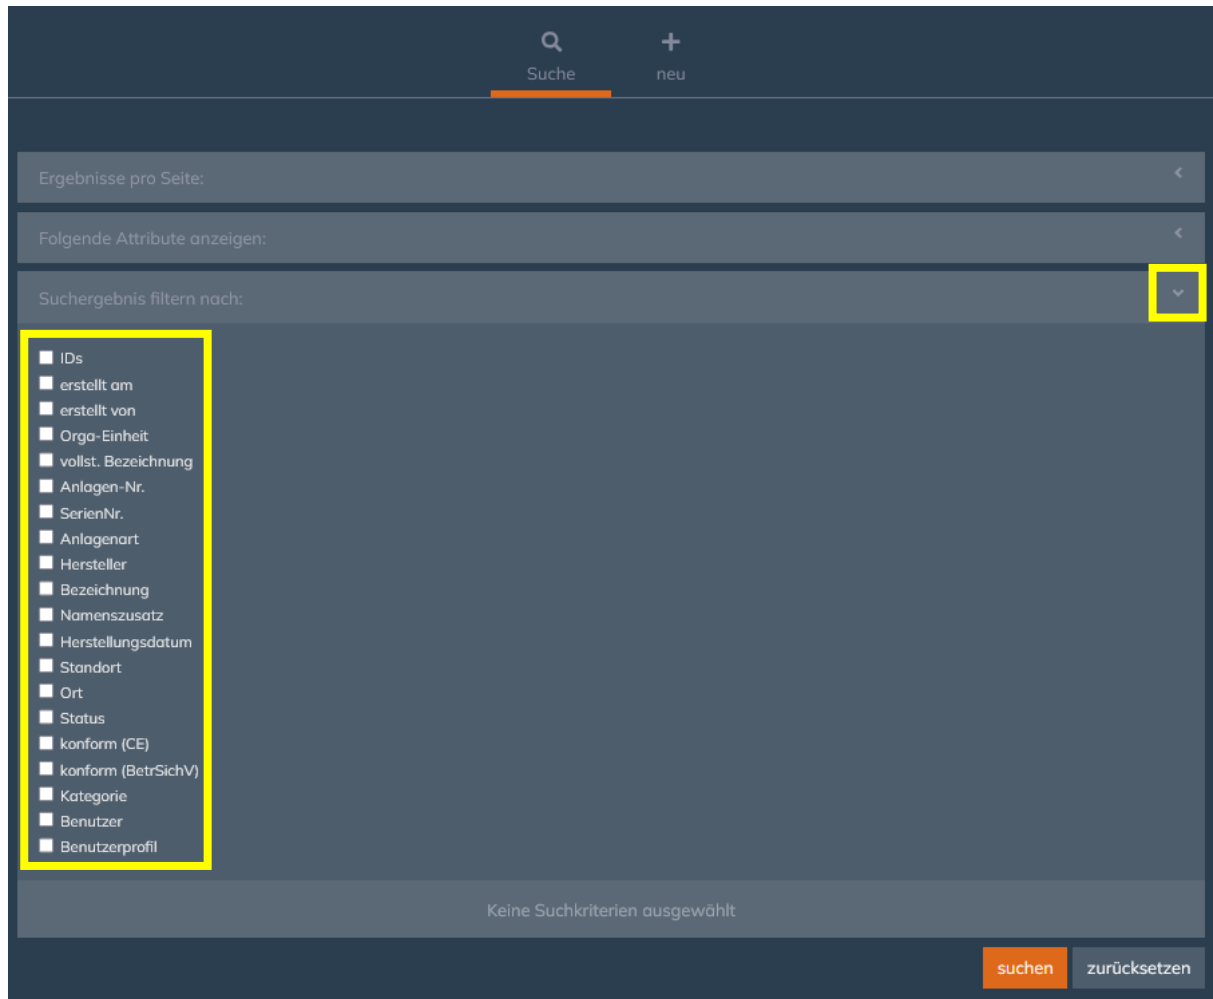 Suche
neu
Ergebnisse pro Seite:
Folgende Attribute anzeigen:
Suchergebnis filtern nach:
IDs
erstellt am
erstellt von
Orga-Einheit
vollst. Bezeichnung
Anlagen-Nr.
SerienNr.
Anlagenart
Hersteller
Bezeichnung
Namenszusatz
Herstellungsdatum
Standort
Ort
Status
konform (CE)
konform (BetrSichV)
Kategorie
Benutzer
Benutzerprofil
Keine Suchkriterien ausgewählt
suchen
zurücksetzen